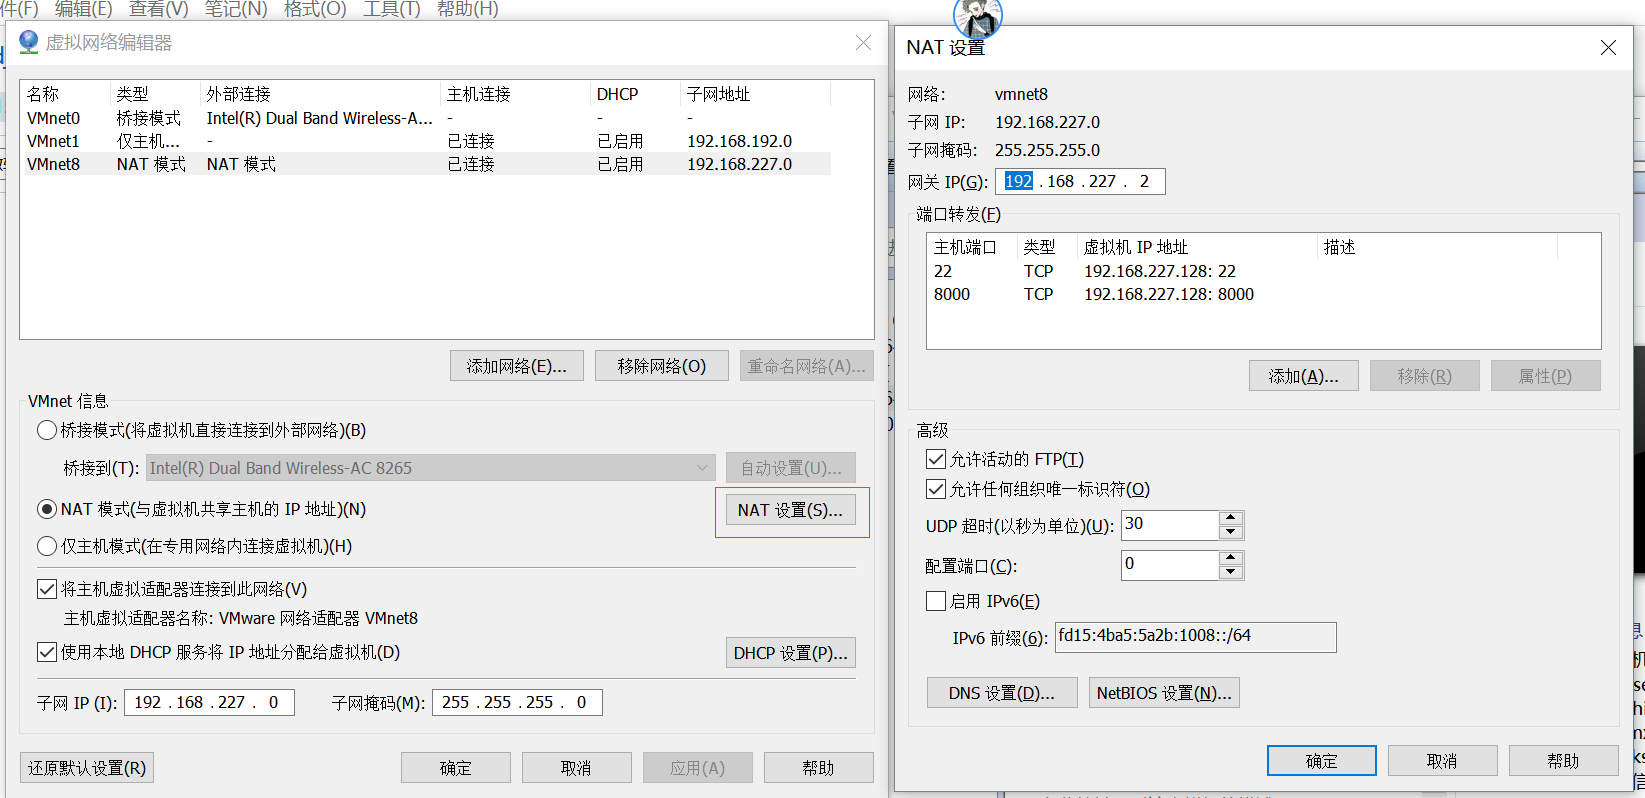 件(F) 编辑(E) 查看(V) 笔记(N) 格式(O) 工具(T) 帮助(H)
虚拟网络编辑器
名称 类型 外部连接 主机连接 DHCP 子网地址
VMnet0 桥接模式 Intel(R) Dual Band Wireless-A... - - -
VMnet1 仅主机... - 已连接 已启用 192.168.192.0
VMnet8 NAT 模式 NAT 模式 已连接 已启用 192.168.227.0
添加网络(E)... 移除网络(O) 重命名网络(A)...
VMnet 信息
桥接模式(将虚拟机直接连接到外部网络)(B)
桥接到(T): Intel(R) Dual Band Wireless-AC 8265 自动设置(U)...
NAT 模式(与虚拟机共享主机的 IP 地址)(N) NAT 设置(S)...
仅主机模式(在专用网络内连接虚拟机)(H)
将主机虚拟适配器连接到此网络(V)
主机虚拟适配器名称: VMware 网络适配器 VMnet8
使用本地 DHCP 服务将 IP 地址分配给虚拟机(D) DHCP 设置(P)...
子网 IP (I): 192 . 168 . 227 . 0 子网掩码(M): 255 . 255 . 255 . 0
还原默认设置(R) 确定 取消 应用(A) 帮助
NAT 设置
网络: vmnet8
子网 IP: 192.168.227.0
子网掩码: 255.255.255.0
网关 IP(G): 192 . 168 . 227 . 2
端口转发(F)
主机端口 类型 虚拟机 IP 地址 描述
22 TCP 192.168.227.128: 22
8000 TCP 192.168.227.128: 8000
添加(A)... 移除(R) 属性(P)
高级
允许活动的 FTP(T)
允许任何组织唯一标识符(O)
UDP 超时(以秒为单位)(U): 30
配置端口(C): 0
启用 IPv6(E)
IPv6 前缀(6): fd15:4ba5:5a2b:1008::/64
DNS 设置(D)... NetBIOS 设置(N)...
确定 取消 帮助